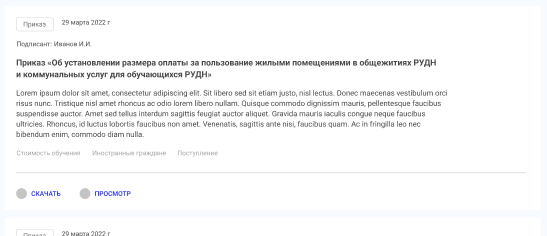 Приказ 29 марта 2022 г
Подписант: Иванов И.И.
Приказ «Об установлении размера оплаты за пользование жилыми помещениями в общежитиях РУДН
и коммунальных услуг для обучающихся РУДН»
Lorem ipsum dolor sit amet, consectetur adipiscing elit. Sit libero sed sit etiam justo, nisl lectus. Donec maecenas vestibulum orci
risus nunc. Tristique nisl amet rhoncus ac odio lorem libero nullam. Quisque commodo dignissim mauris, pellentesque faucibus
suspendisse auctor. Amet sed tellus interdum sagittis feugiat auctor aliquet. Gravida mauris iaculis congue neque faucibus
ultricies. Rhoncus, id luctus lobortis faucibus non amet. Venenatis, sagittis ante nisi, faucibus quam. Ac in fringilla leo nec
bibendum enim, commodo diam nulla.
Стоимость обучения Иностранные граждане Поступление
СКАЧАТЬ ПРОСМОТР
Приказ 29 марта 2022 г